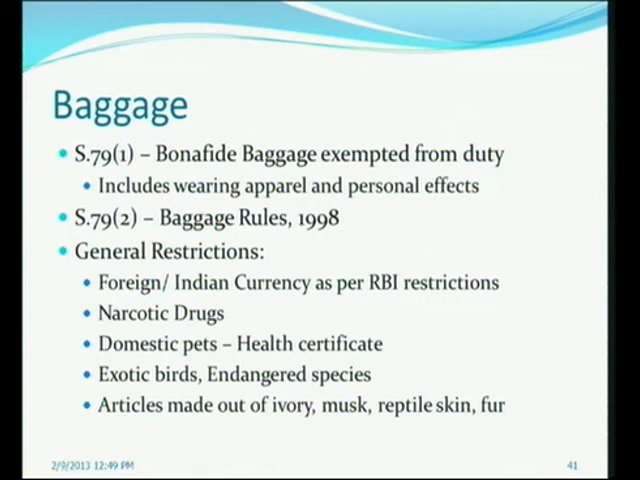 Baggage
S.79(1) – Bonafide Baggage exempted from duty
Includes wearing apparel and personal effects
S.79(2) – Baggage Rules, 1998
General Restrictions:
Foreign/ Indian Currency as per RBI restrictions
Narcotic Drugs
Domestic pets – Health certificate
Exotic birds, Endangered species
Articles made out of ivory, musk, reptile skin, fur
2/9/2013 12:49 PM
41